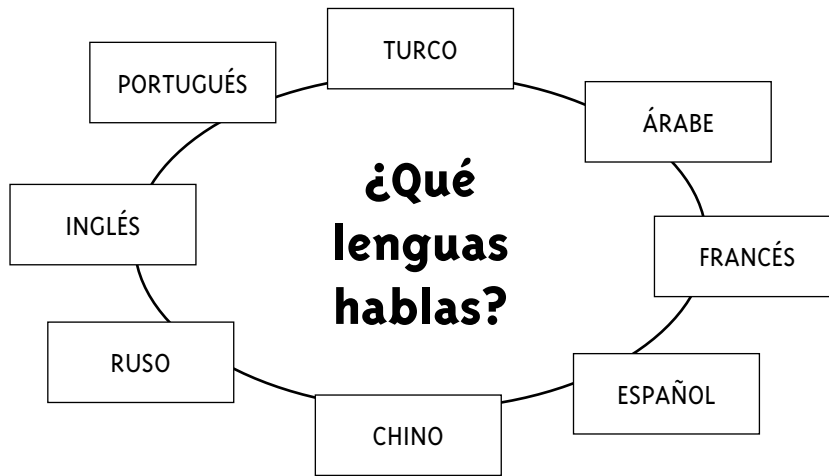 TURCO
PORTUGUÉS
ÁRABE
¿Qué
lenguas
hablas?
INGLÉS
FRANCÉS
RUSO
ESPAÑOL
CHINO